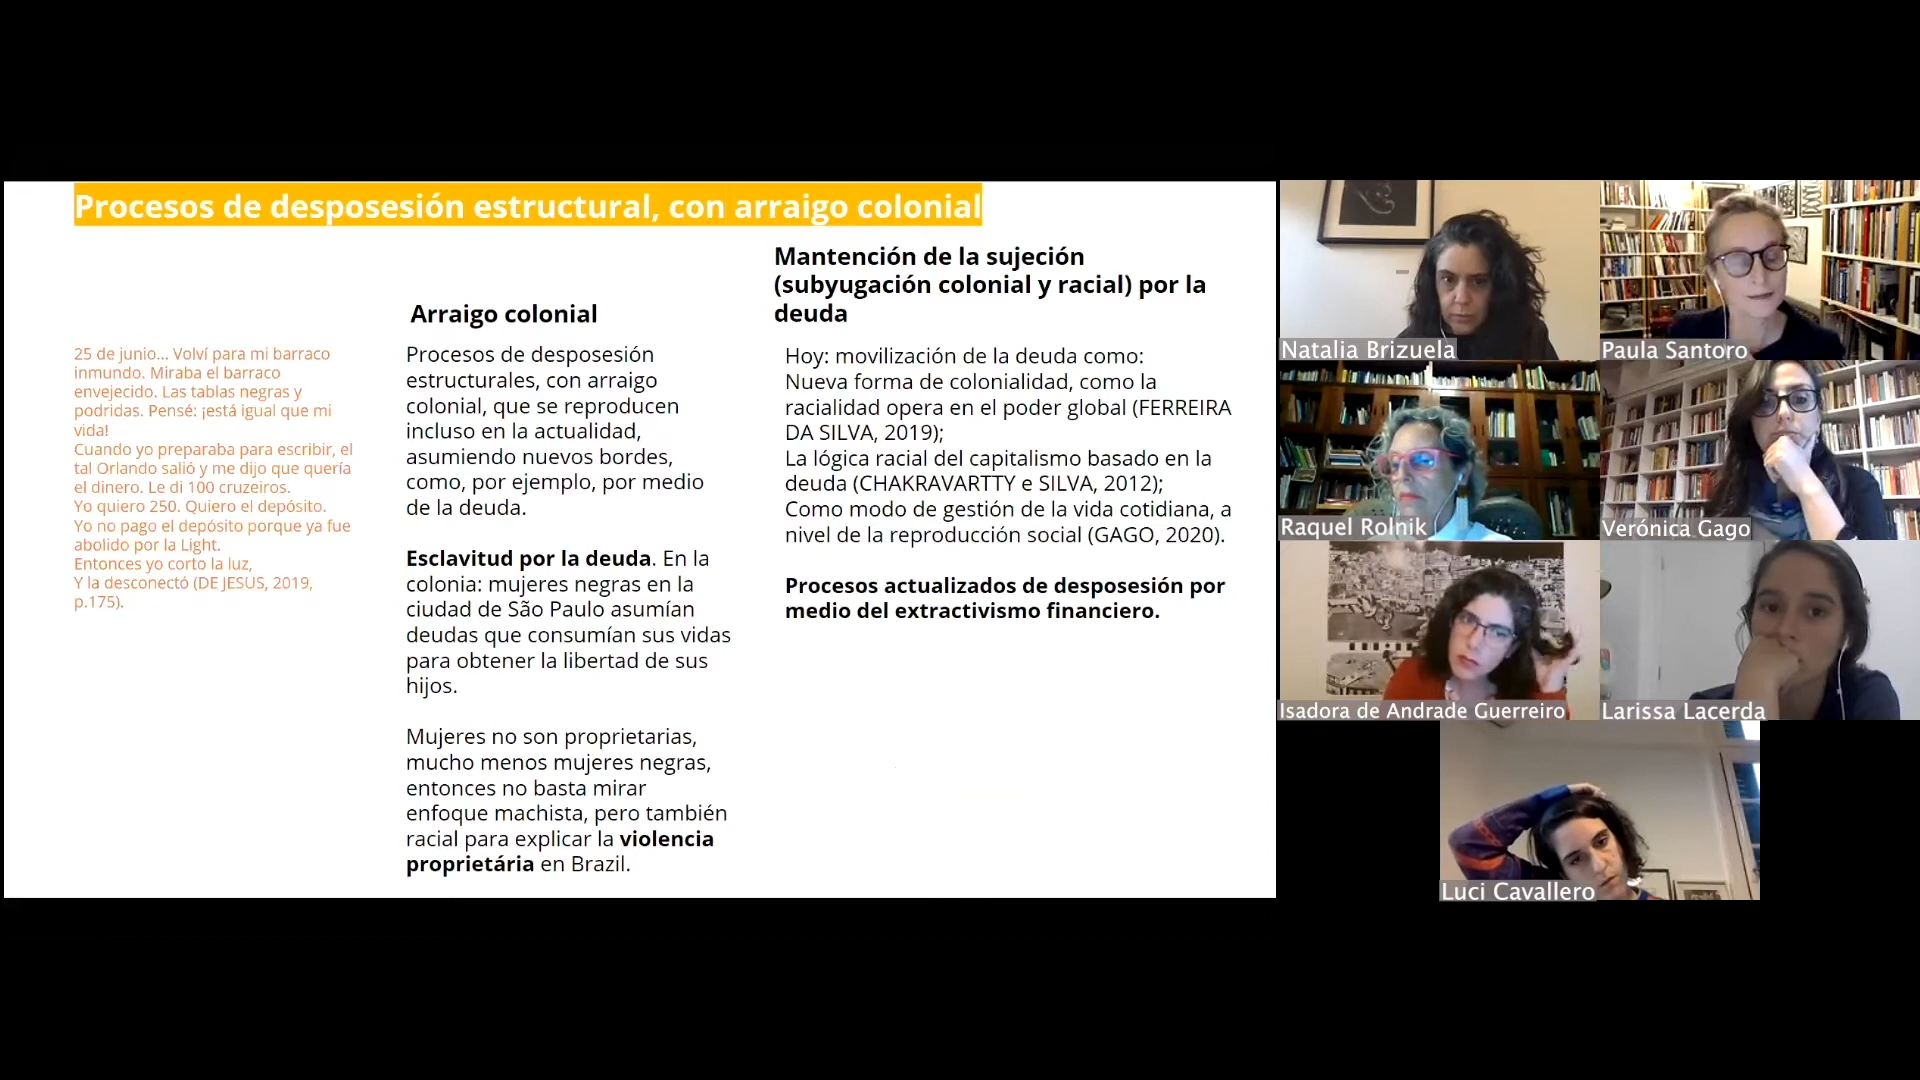 Procesos de desposesión estructural, con arraigo colonial
25 de junio... Volví para mi barraco
inmundo. Miraba el barraco
envejecido. Las tablas negras y
podridas. Pensé: ¡está igual que mi
vida!
Cuando yo preparaba para escribir, el
tal Orlando salió y me dijo que quería
el dinero. Le di 100 cruzeiros.
Yo quiero 250. Quiero el depósito.
Yo no pago el depósito porque ya fue
abolido por la Light.
Entonces yo corto la luz,
Y la desconectó (DE JESUS, 2019,
p.175).
Arraigo colonial
Procesos de desposesión
estructurales, con arraigo
colonial, que se reproducen
incluso en la actualidad,
asumiendo nuevos bordes,
como, por ejemplo, por medio
de la deuda.
Esclavitud por la deuda. En la
colonia: mujeres negras en la
ciudad de São Paulo asumían
deudas que consumían sus vidas
para obtener la libertad de sus
hijos.
Mujeres no son proprietarias,
mucho menos mujeres negras,
entonces no basta mirar
enfoque machista, pero también
racial para explicar la violencia
proprietária en Brazil.
Mantención de la sujeción
(subyugación colonial y racial) por la
deuda
Hoy: movilización de la deuda como:
Nueva forma de colonialidad, como la
racialidad opera en el poder global (FERREIRA
DA SILVA, 2019);
La lógica racial del capitalismo basado en la
deuda (CHAKRAVARTTY e SILVA, 2012);
Como modo de gestión de la vida cotidiana, a
nivel de la reproducción social (GAGO, 2020).
Procesos actualizados de desposesión por
medio del extractivismo financiero.
Natalia Brizuela
Paula Santoro
Raquel Rolnik
Verónica Gago
Isadora de Andrade Guerreiro
Larissa Lacerda
Luci Cavallero